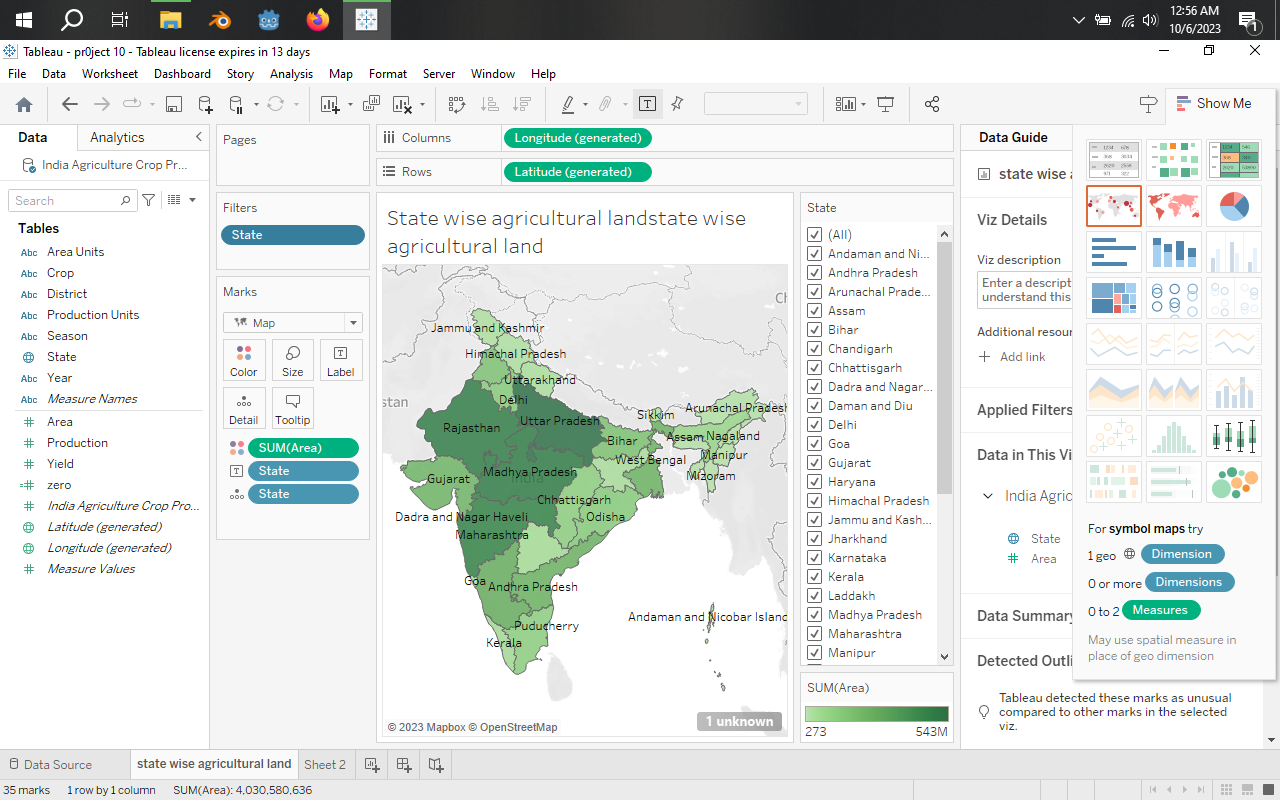 12:56 AM
10/6/2023
1
Tableau - pr0ject 10 - Tableau license expires in 13 days
File Data Worksheet Dashboard Story Analysis Map Format Server Window Help
Show Me
Data
Analytics
India Agriculture Crop Pr...
Search
Tables
Abc Area Units
Abc Crop
Abc District
Abc Production Units
Abc Season
State
Abc Year
Abc Measure Names
Area
Production
Yield
zero
India Agriculture Crop Pro...
Latitude (generated)
Longitude (generated)
Measure Values
Pages
Filters
State
Marks
Map
Color
Size
Label
Detail
Tooltip
SUM(Area)
State
State
Columns
Longitude (generated)
Rows
Latitude (generated)
State wise agricultural landstate wise
agricultural land
Jammu and Kashmir
Himachal Pradesh
Uttarakhand
Delhi
stan
Sikkim
Arunachal Pradesh
Rajasthan
Uttar Pradesh
Bihar
Assam
Nagaland
West Bengal
Manipur
Gujarat
Madhya Pradesh
India
Mizoram
Chhattisgarh
Dadra and Nagar Haveli
Odisha
Maharashtra
Goa
Andhra Pradesh
Andaman and Nicobar Island
Puducherry
Kerala
Ch
© 2023 Mapbox © OpenStreetMap
1 unknown
State
(All)
Andaman and Ni...
Andhra Pradesh
Arunachal Prade...
Assam
Bihar
Chandigarh
Chhattisgarh
Dadra and Nagar...
Daman and Diu
Delhi
Goa
Gujarat
Haryana
Himachal Pradesh
Jammu and Kash...
Jharkhand
Karnataka
Kerala
Laddakh
Madhya Pradesh
Maharashtra
Manipur
SUM(Area)
273
543M
Data Guide
state wise a
Viz Details
Viz description
Enter a descript
understand this
Additional resour
Add link
Applied Filters
Data in This Vi
India Agric
State
Area
Data Summary
Detected Outli
Tableau detected these marks as unusual
compared to other marks in the selected
viz.
For symbol maps try
1 geo Dimension
0 or more Dimensions
0 to 2 Measures
May use spatial measure in
place of geo dimension
Data Source
state wise agricultural land
Sheet 2
35 marks
1 row by 1 column
SUM(Area): 4,030,580,636